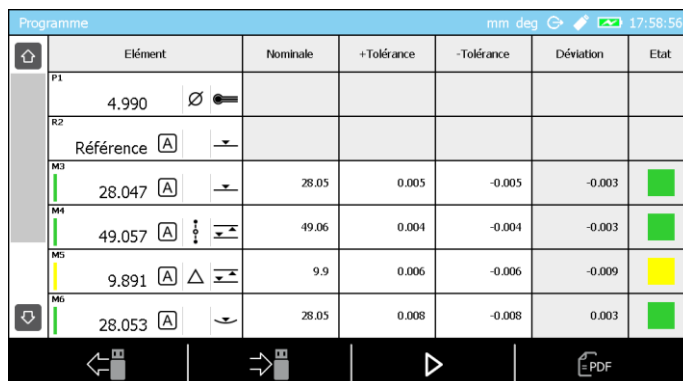 Programme mm deg 17:58:56
Elément Nominale +Tolérance -Tolérance Déviation Etat
P1
4.990 Ø
R2
Référence A
M3
28.047 A 28.05 0.005 -0.005 -0.003
M4
49.057 A 49.06 0.004 -0.004 -0.003
M5
9.891 A 9.9 0.006 -0.006 -0.009
M6
28.053 A 28.05 0.008 -0.008 0.003
PDF